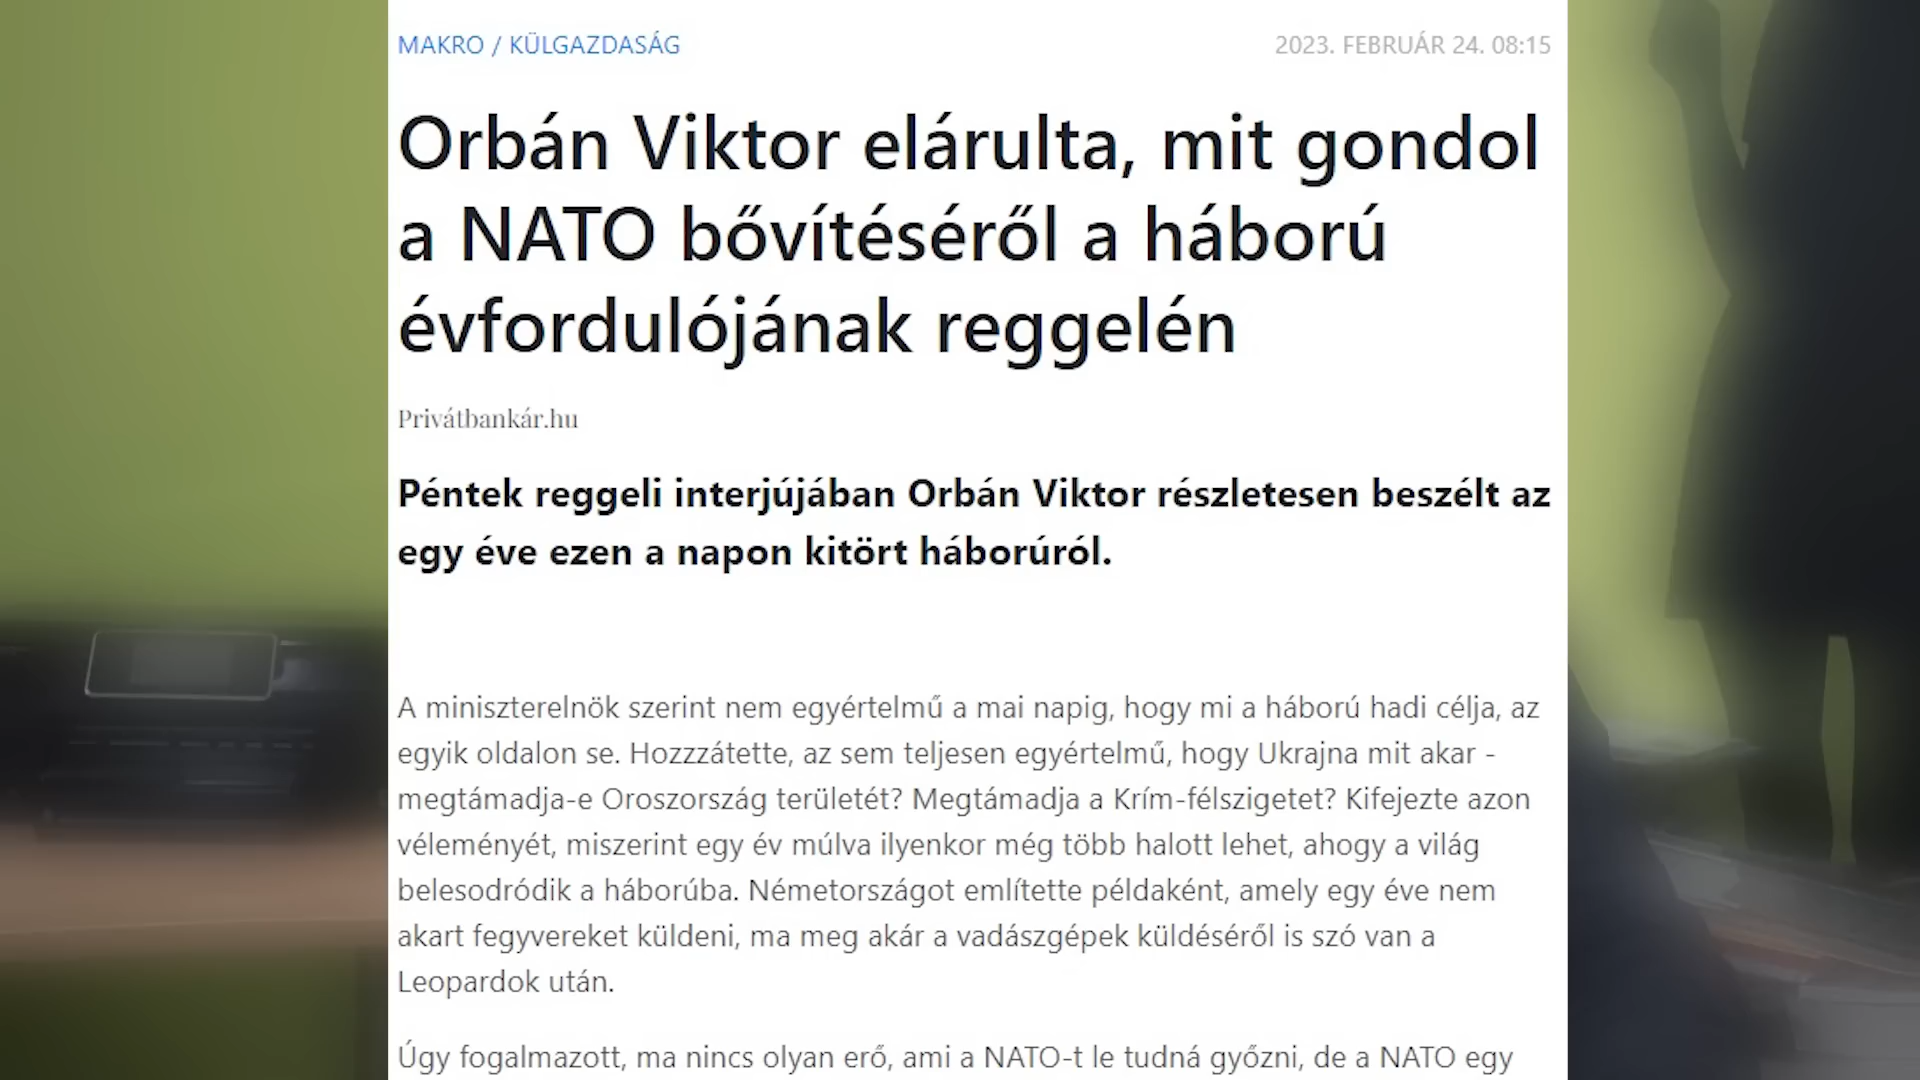 MAKRO / KÜLGAZDASÁG
2023. FEBRUÁR 24. 08:15
Orbán Viktor elárulta, mit gondol
a NATO bővítéséről a háború
évfordulójának reggelén
Privátbankár.hu
Péntek reggeli interjújában Orbán Viktor részletesen beszélt az
egy éve ezen a napon kitört háborúról.
A miniszterelnök szerint nem egyértelmű a mai napig, hogy mi a háború hadi célja, az
egyik oldalon se. Hozzzátette, az sem teljesen egyértelmű, hogy Ukrajna mit akar -
megtámadja-e Oroszország területét? Megtámadja a Krím-félszigetet? Kifejezte azon
véleményét, miszerint egy év múlva ilyenkor még több halott lehet, ahogy a világ
belesodródik a háborúba. Németországot említette példaként, amely egy éve nem
akart fegyvereket küldeni, ma meg akár a vadászgépek küldéséről is szó van a
Leopardok után.
Úgy fogalmazott, ma nincs olyan erő, ami a NATO-t le tudná győzni, de a NATO egy